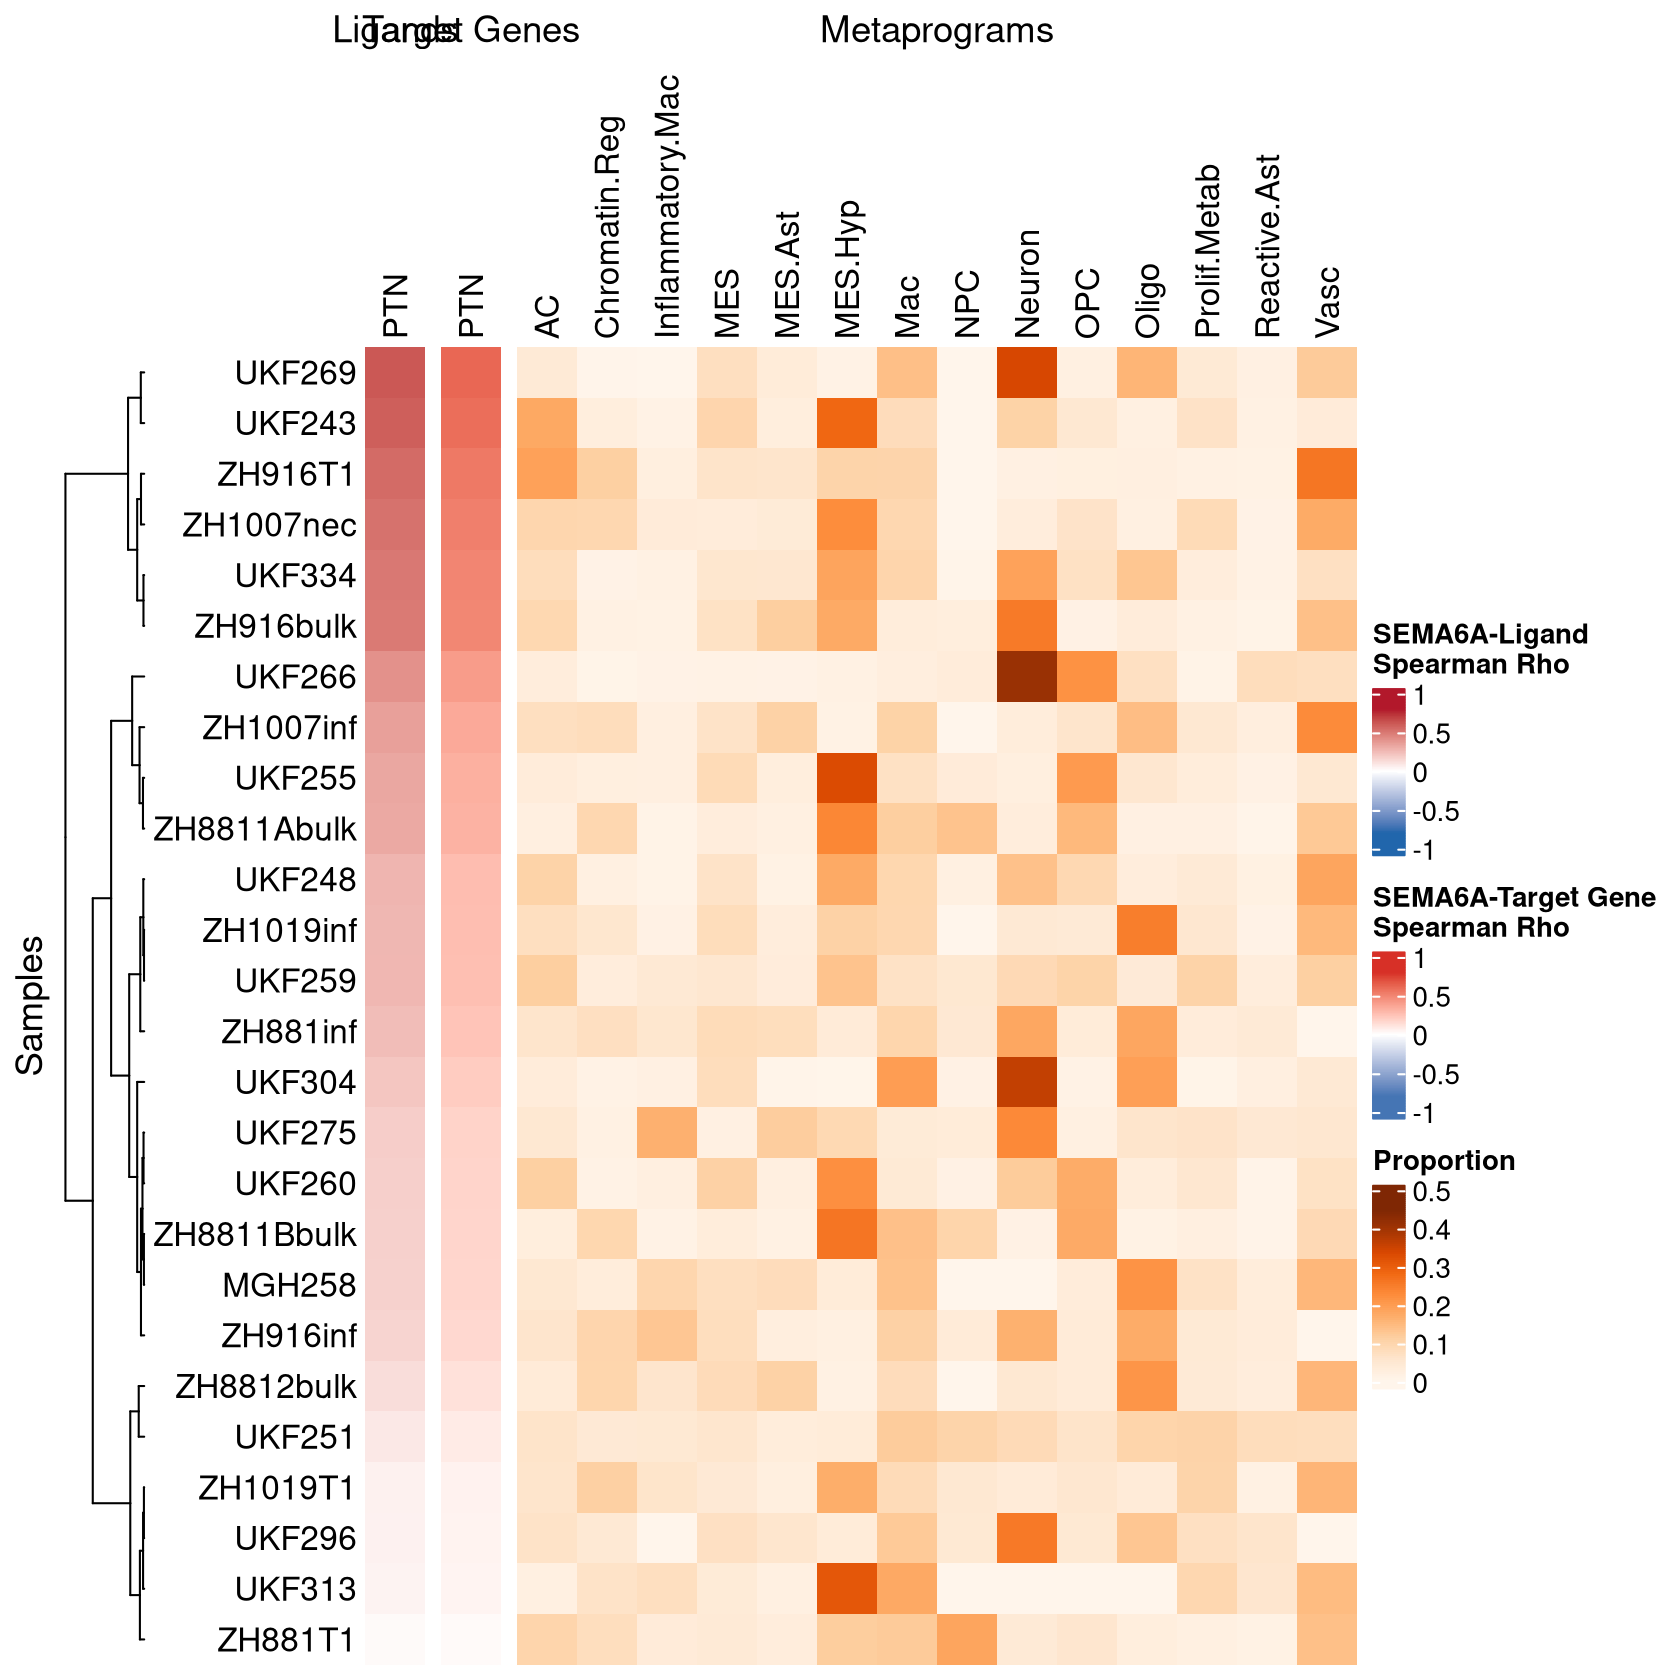 Ligands Target Genes Metaprograms
PTN PTN AC Chromatin.Reg Inflammatory.Mac MES MES.Ast MES.Hyp Mac NPC Neuron OPC Oligo Prolif.Metab Reactive.Ast Vasc
Samples
UKF269
UKF243
ZH916T1
ZH1007nec
UKF334
ZH916bulk
UKF266
ZH1007inf
UKF255
ZH8811Abulk
UKF248
ZH1019inf
UKF259
ZH881inf
UKF304
UKF275
UKF260
ZH8811Bbulk
MGH258
ZH916inf
ZH8812bulk
UKF251
ZH1019T1
UKF296
UKF313
ZH881T1
SEMA6A-Ligand
Spearman Rho
1
0.5
0
-0.5
-1
SEMA6A-Target Gene
Spearman Rho
1
0.5
0
-0.5
-1
Proportion
0.5
0.4
0.3
0.2
0.1
0